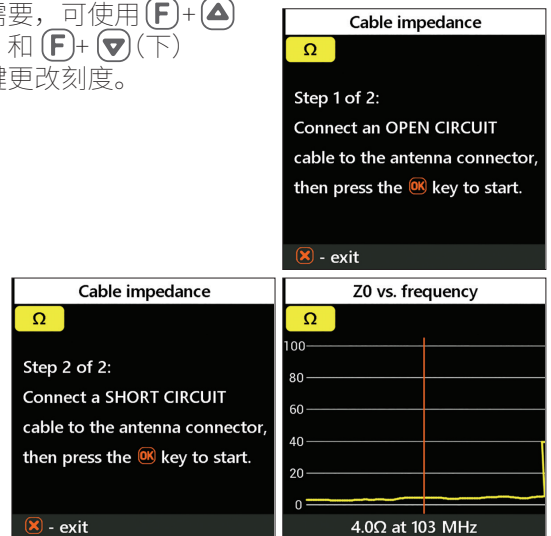 需要，可使用 F + ▲
和 F + ▼ (下)
键更改刻度。
Cable impedance
Ω
Step 1 of 2:
Connect an OPEN CIRCUIT
cable to the antenna connector,
then press the OK key to start.
X - exit
Cable impedance
Ω
Step 2 of 2:
Connect a SHORT CIRCUIT
cable to the antenna connector,
then press the OK key to start.
X - exit
Z0 vs. frequency
Ω
100
80
60
40
20
0
4.0Ω at 103 MHz